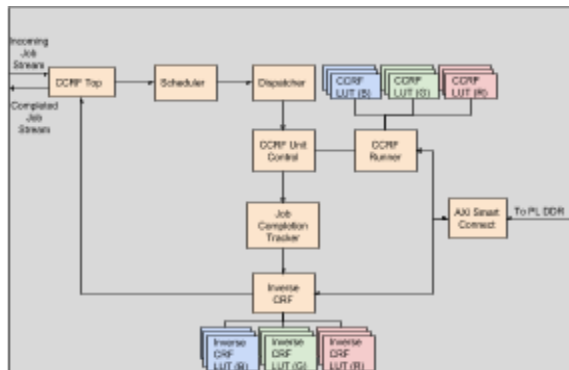 Incoming
Job
Stream
CCRF Top
Scheduler
Dispatcher
CCRF
LUT (B)
CCRF
LUT (G)
CCRF
LUT (R)
Completed
Job
Stream
CCRF Unit
Control
CCRF
Runner
Job
Completion
Tracker
AXI Smart
Connect
To PL DDR
Inverse
CRF
Inverse
CRF
LUT (B)
Inverse
CRF
LUT (G)
Inverse
CRF
LUT (R)